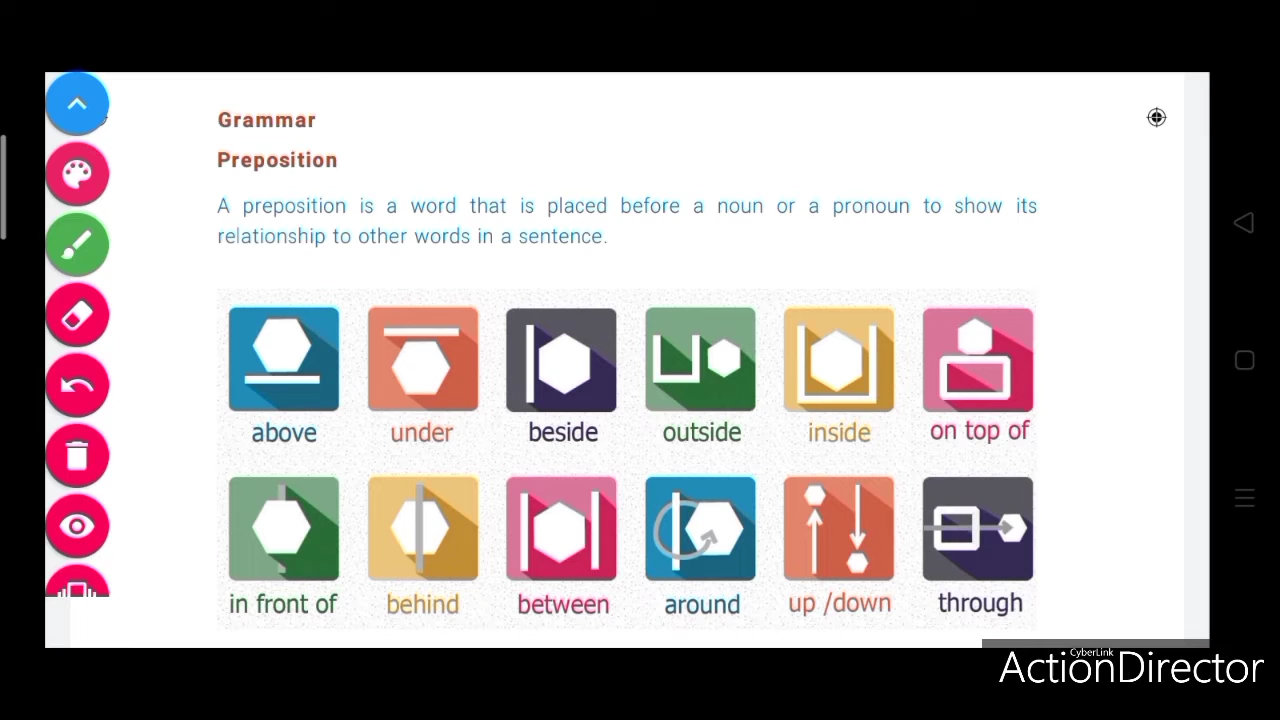 Grammar
Preposition
A preposition is a word that is placed before a noun or a pronoun to show its
relationship to other words in a sentence.
above under beside outside inside on top of
in front of behind between around up /down through
CyberLink
ActionDirector